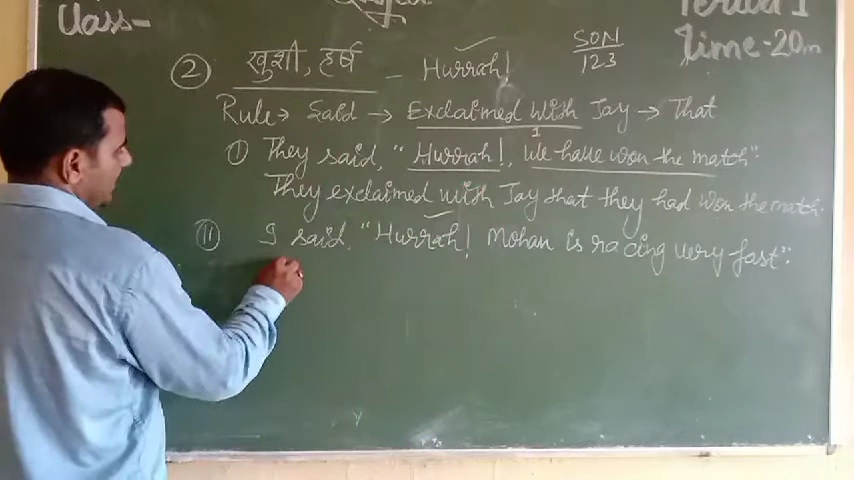 Class-
Period I
Time-20m
② खुशी, हर्ष - Hurrah!
SON
123
Rule→ Said → Exclaimed with Joy → That
① They said, "Hurrah!, We have won the match".
1
They exclaimed with Joy that they had won the match.
⑪ I said, "Hurrah! Mohan is racing very fast".